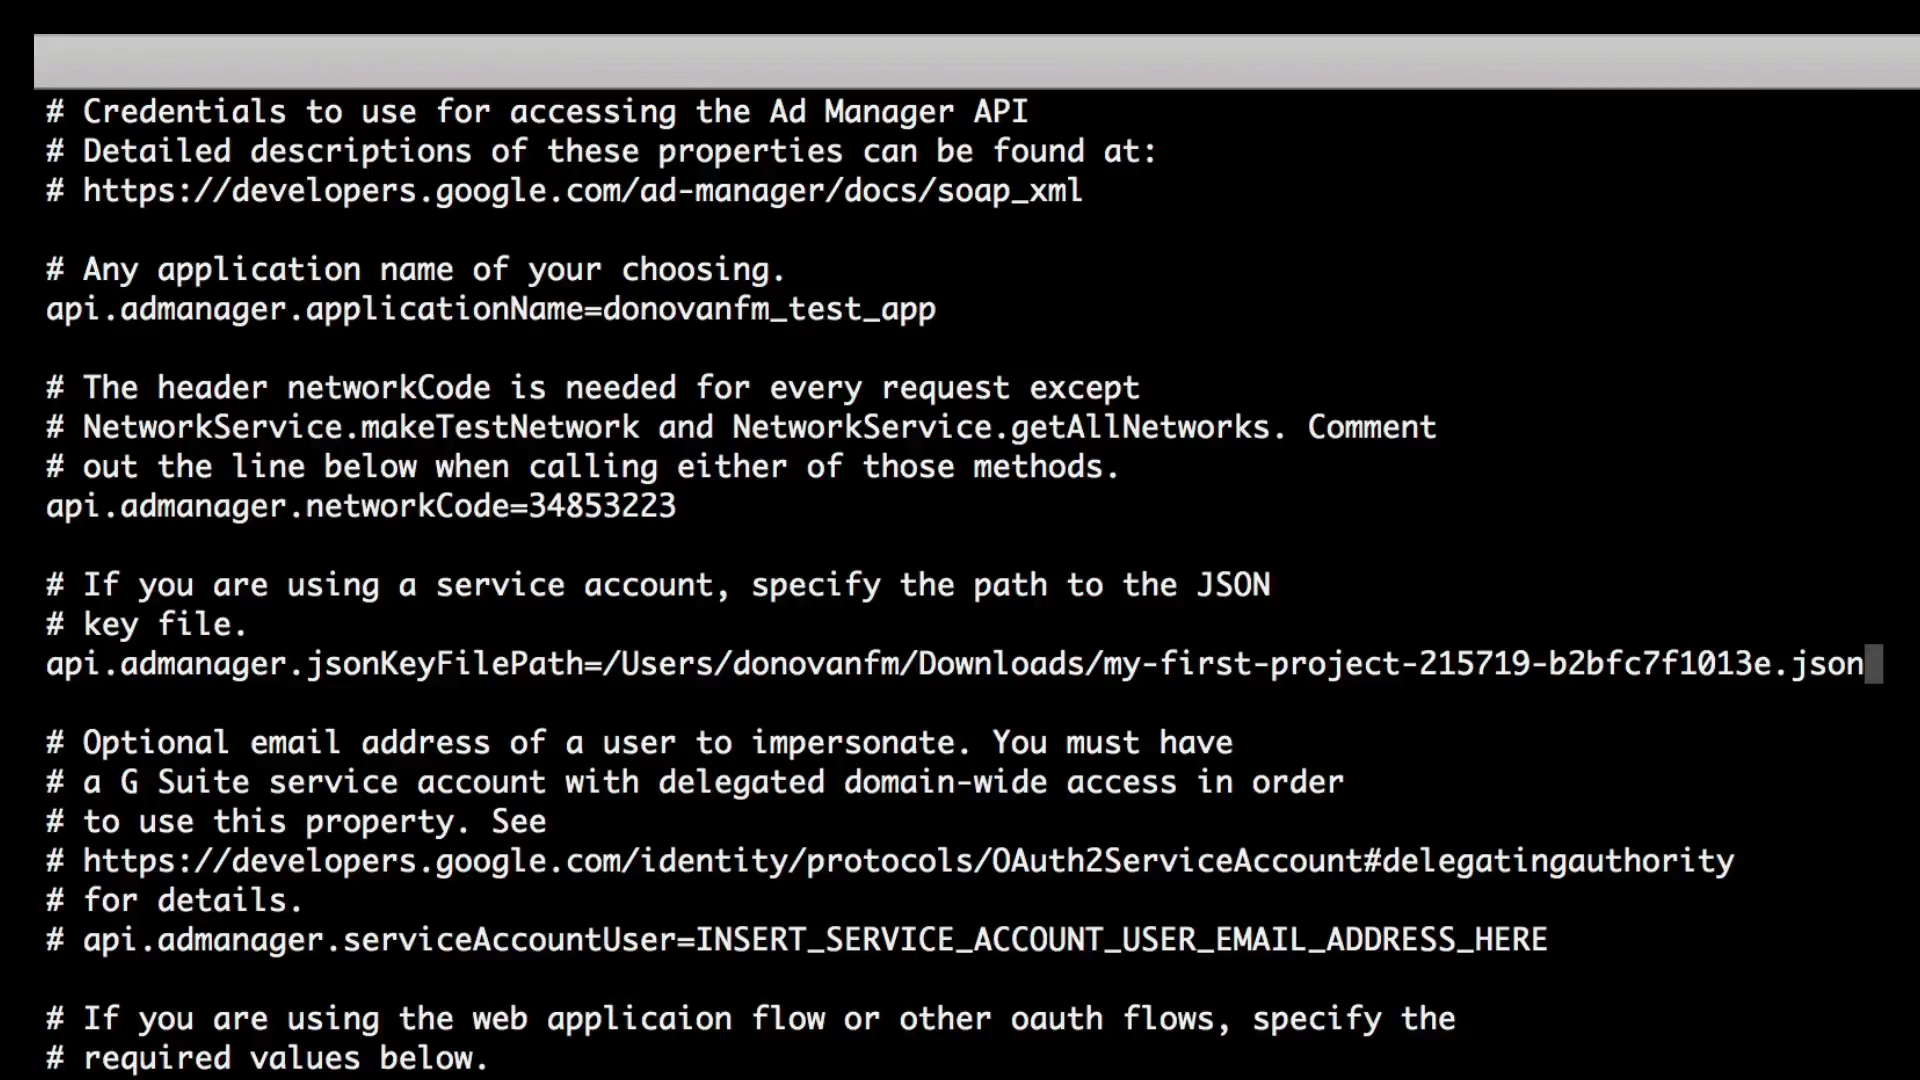 # Credentials to use for accessing the Ad Manager API
# Detailed descriptions of these properties can be found at:
# https://developers.google.com/ad-manager/docs/soap_xml
# Any application name of your choosing.
api.admanager.applicationName=donovanfm_test_app
# The header networkCode is needed for every request except
# NetworkService.makeTestNetwork and NetworkService.getAllNetworks. Comment
# out the line below when calling either of those methods.
api.admanager.networkCode=34853223
# If you are using a service account, specify the path to the JSON
# key file.
api.admanager.jsonKeyFilePath=/Users/donovanfm/Downloads/my-first-project-215719-b2bfc7f1013e.json
# Optional email address of a user to impersonate. You must have
# a G Suite service account with delegated domain-wide access in order
# to use this property. See
# https://developers.google.com/identity/protocols/OAuth2ServiceAccount#delegatingauthority
# for details.
# api.admanager.serviceAccountUser=INSERT_SERVICE_ACCOUNT_USER_EMAIL_ADDRESS_HERE
# If you are using the web applicaion flow or other oauth flows, specify the
# required values below.